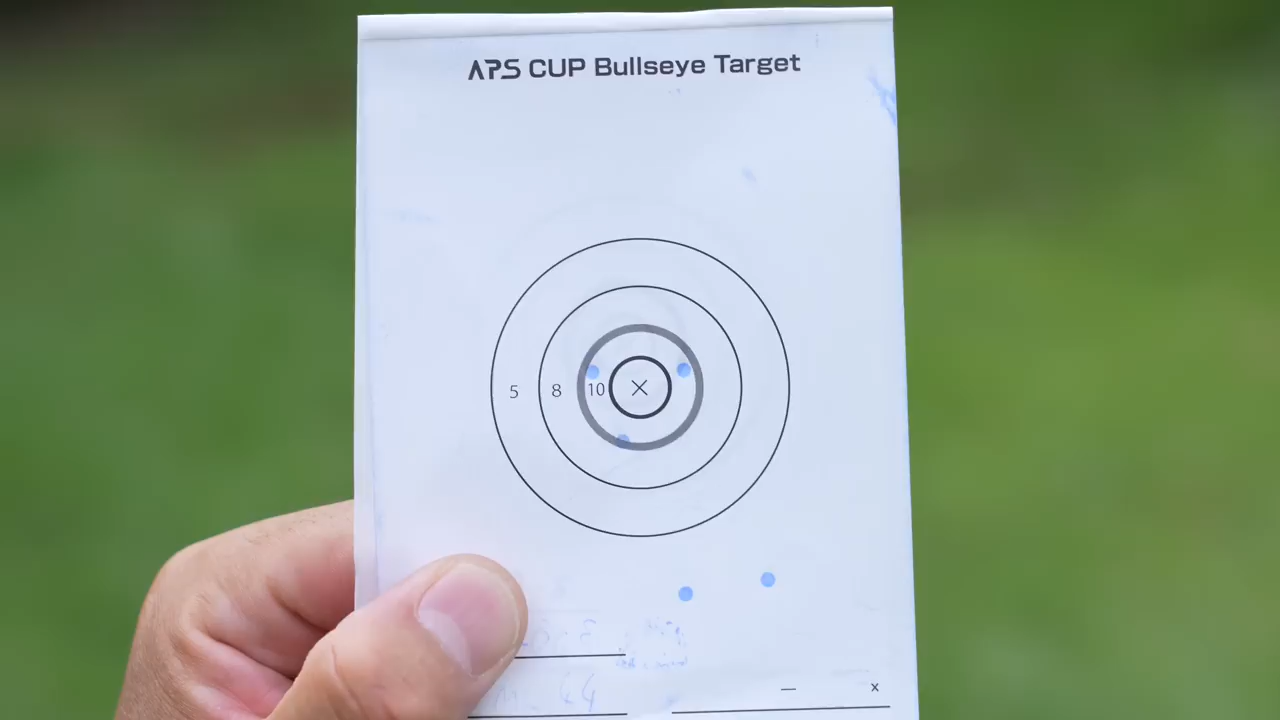 APS CUP Bullseye Target
5 8 10 X
— x